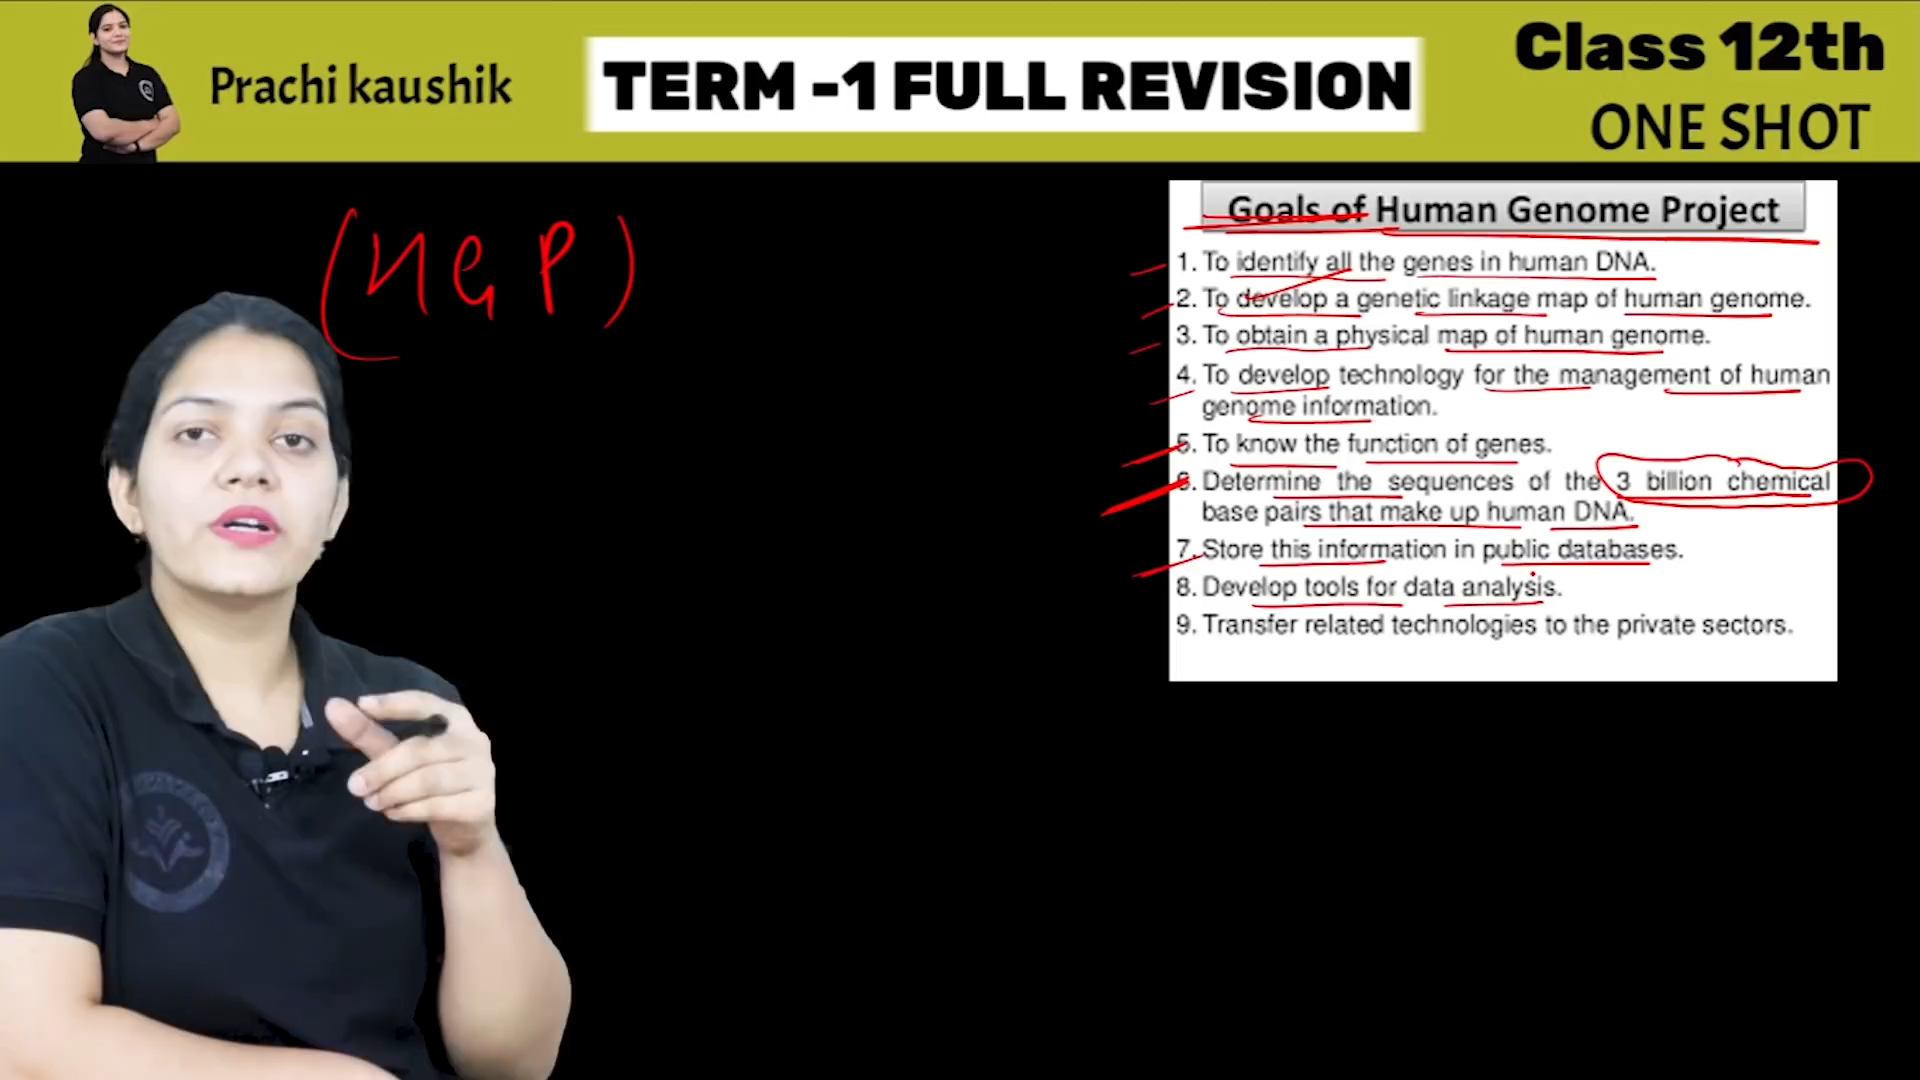 Prachi kaushik
TERM -1 FULL REVISION
Class 12th
ONE SHOT
(HGP)
Goals of Human Genome Project
1. To identify all the genes in human DNA.
2. To develop a genetic linkage map of human genome.
3. To obtain a physical map of human genome.
4. To develop technology for the management of human
genome information.
5. To know the function of genes.
6. Determine the sequences of the 3 billion chemical
base pairs that make up human DNA.
7. Store this information in public databases.
8. Develop tools for data analysis.
9. Transfer related technologies to the private sectors.